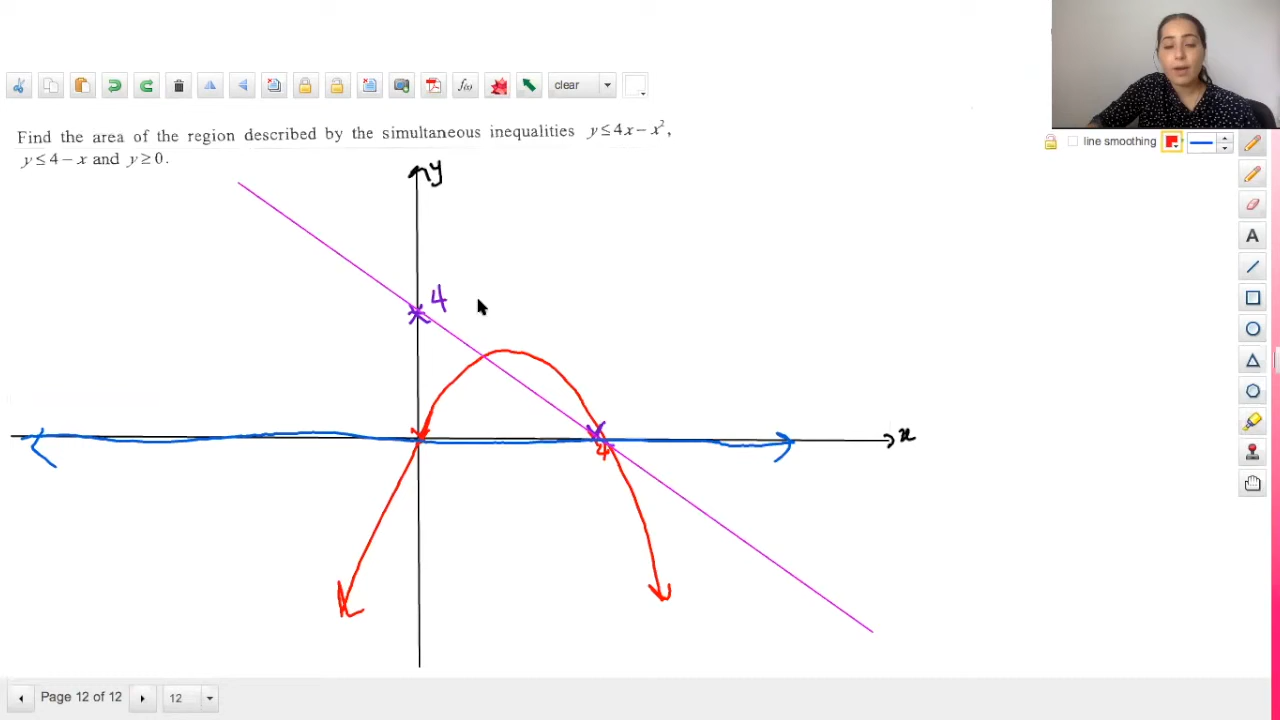 clear
Find the area of the region described by the simultaneous inequalities y ≤ 4x − x²,
y ≤ 4 − x and y ≥ 0.
line smoothing
f(x)
A
y
4
x
4
Page 12 of 12
12